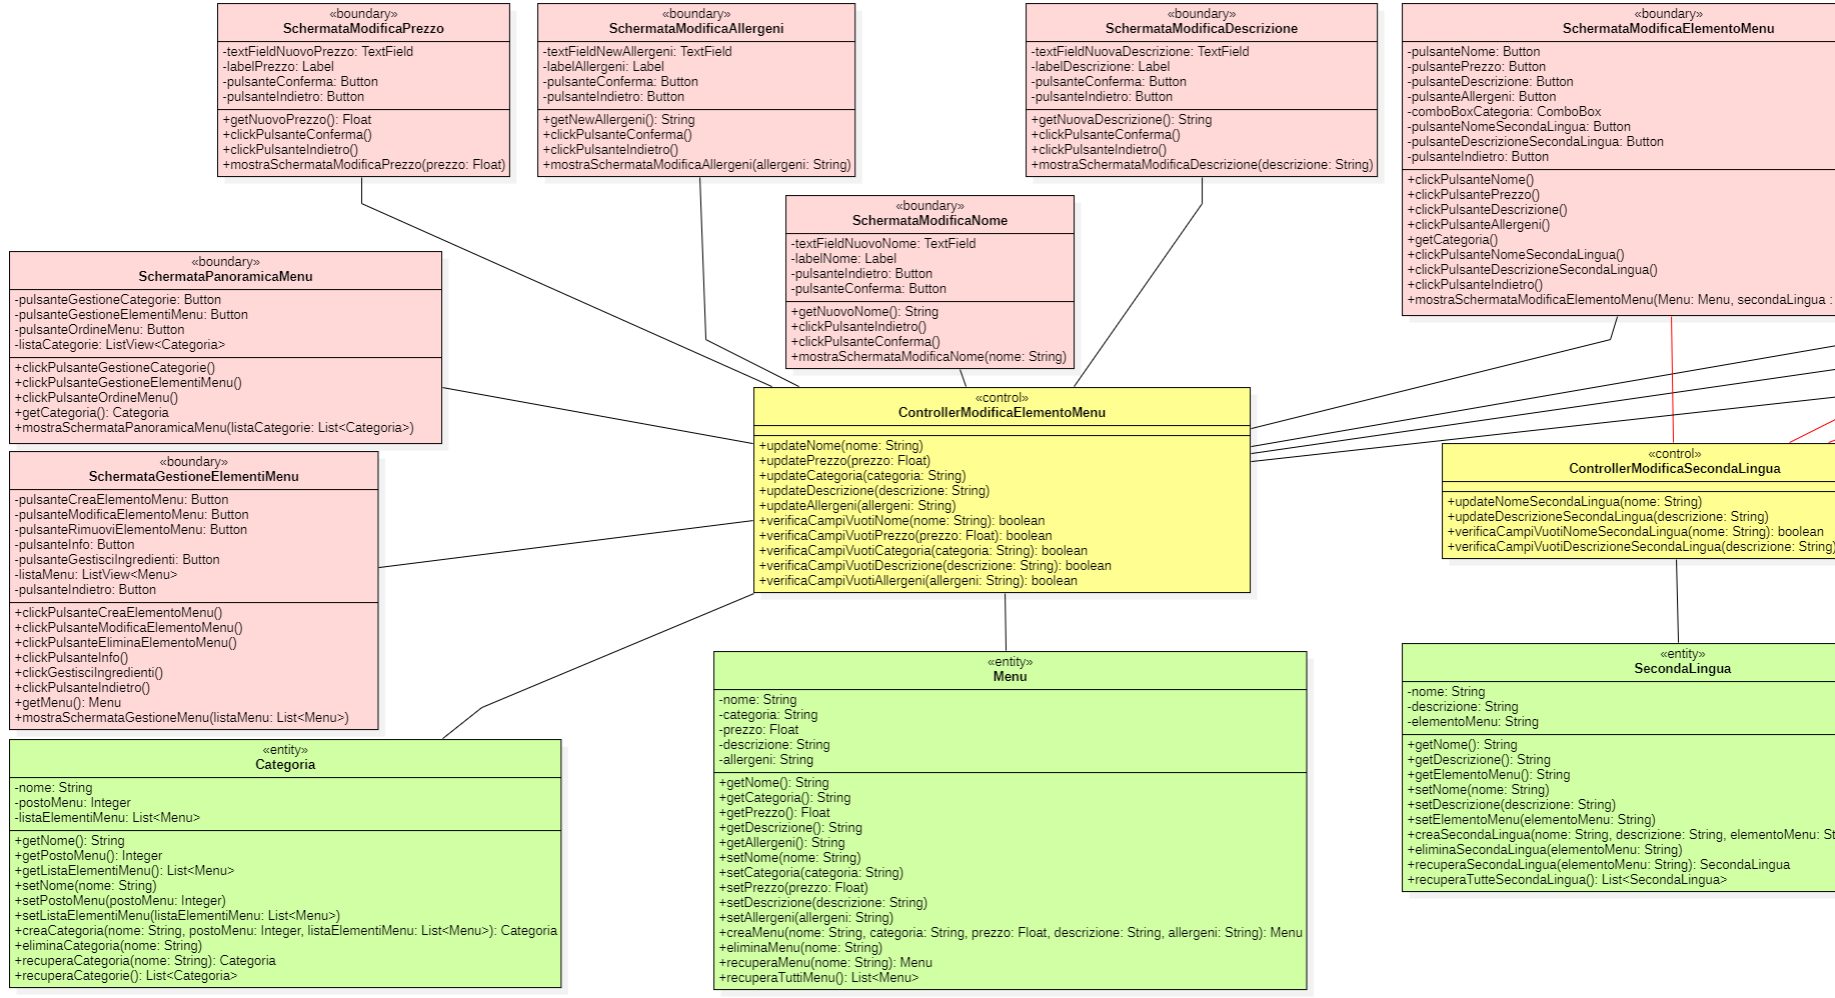 «boundary»
SchermataModificaPrezzo
-textFieldNuovoPrezzo: TextField
-labelPrezzo: Label
-pulsanteConferma: Button
-pulsanteIndietro: Button
+getNuovoPrezzo(): Float
+clickPulsanteConferma()
+clickPulsanteIndietro()
+mostraSchermataModificaPrezzo(prezzo: Float)
«boundary»
SchermataModificaAllergeni
-textFieldNewAllergeni: TextField
-labelAllergeni: Label
-pulsanteConferma: Button
-pulsanteIndietro: Button
+getNewAllergeni(): String
+clickPulsanteConferma()
+clickPulsanteIndietro()
+mostraSchermataModificaAllergeni(allergeni: String)
«boundary»
SchermataModificaDescrizione
-textFieldNuovaDescrizione: TextField
-labelDescrizione: Label
-pulsanteConferma: Button
-pulsanteIndietro: Button
+getNuovaDescrizione(): String
+clickPulsanteConferma()
+clickPulsanteIndietro()
+mostraSchermataModificaDescrizione(descrizione: String)
«boundary»
SchermataModificaElementoMenu
-pulsanteNome: Button
-pulsantePrezzo: Button
-pulsanteDescrizione: Button
-pulsanteAllergeni: Button
-comboBoxCategoria: ComboBox
-pulsanteNomeSecondaLingua: Button
-pulsanteDescrizioneSecondaLingua: Button
-pulsanteIndietro: Button
+clickPulsanteNome()
+clickPulsantePrezzo()
+clickPulsanteDescrizione()
+clickPulsanteAllergeni()
+getCategoria()
+clickPulsanteNomeSecondaLingua()
+clickPulsanteDescrizioneSecondaLingua()
+clickPulsanteIndietro()
+mostraSchermataModificaElementoMenu(Menu: Menu, secondaLingua :
«boundary»
SchermataModificaNome
-textFieldNuovoNome: TextField
-labelNome: Label
-pulsanteIndietro: Button
-pulsanteConferma: Button
+getNuovoNome(): String
+clickPulsanteIndietro()
+clickPulsanteConferma()
+mostraSchermataModificaNome(nome: String)
«boundary»
SchermataPanoramicaMenu
-pulsanteGestioneCategorie: Button
-pulsanteGestioneElementiMenu: Button
-pulsanteOrdineMenu: Button
-listaCategorie: ListView<Categoria>
+clickPulsanteGestioneCategorie()
+clickPulsanteGestioneElementiMenu()
+clickPulsanteOrdineMenu()
+getCategoria(): Categoria
+mostraSchermataPanoramicaMenu(listaCategorie: List<Categoria>)
«control»
ControllerModificaElementoMenu
+updateNome(nome: String)
+updatePrezzo(prezzo: Float)
+updateCategoria(categoria: String)
+updateDescrizione(descrizione: String)
+updateAllergeni(allergeni: String)
+verificaCampiVuotiNome(nome: String): boolean
+verificaCampiVuotiPrezzo(prezzo: Float): boolean
+verificaCampiVuotiCategoria(categoria: String): boolean
+verificaCampiVuotiDescrizione(descrizione: String): boolean
+verificaCampiVuotiAllergeni(allergeni: String): boolean
«control»
ControllerModificaSecondaLingua
+updateNomeSecondaLingua(nome: String)
+updateDescrizioneSecondaLingua(descrizione: String)
+verificaCampiVuotiNomeSecondaLingua(nome: String): boolean
+verificaCampiVuotiDescrizioneSecondaLingua(descrizione: String)
«boundary»
SchermataGestioneElementiMenu
-pulsanteCreaElementoMenu: Button
-pulsanteModificaElementoMenu: Button
-pulsanteRimuoviElementoMenu: Button
-pulsanteInfo: Button
-pulsanteGestisciIngredienti: Button
-listaMenu: ListView<Menu>
-pulsanteIndietro: Button
+clickPulsanteCreaElementoMenu()
+clickPulsanteModificaElementoMenu()
+clickPulsanteEliminaElementoMenu()
+clickPulsanteInfo()
+clickGestisciIngredienti()
+clickPulsanteIndietro()
+getMenu(): Menu
+mostraSchermataGestioneMenu(listaMenu: List<Menu>)
«entity»
Categoria
-nome: String
-postoMenu: Integer
-listaElementiMenu: List<Menu>
+getNome(): String
+getPostoMenu(): Integer
+getListaElementiMenu(): List<Menu>
+setNome(nome: String)
+setPostoMenu(postoMenu: Integer)
+setListaElementiMenu(listaElementiMenu: List<Menu>)
+creaCategoria(nome: String, postoMenu: Integer, listaElementiMenu: List<Menu>): Categoria
+eliminaCategoria(nome: String)
+recuperaCategoria(nome: String): Categoria
+recuperaCategorie(): List<Categoria>
«entity»
Menu
-nome: String
-categoria: String
-prezzo: Float
-descrizione: String
-allergeni: String
+getNome(): String
+getCategoria(): String
+getPrezzo(): Float
+getDescrizione(): String
+getAllergeni(): String
+setNome(nome: String)
+setCategoria(categoria: String)
+setPrezzo(prezzo: Float)
+setDescrizione(descrizione: String)
+setAllergeni(allergeni: String)
+creaMenu(nome: String, categoria: String, prezzo: Float, descrizione: String, allergeni: String): Menu
+eliminaMenu(nome: String)
+recuperaMenu(nome: String): Menu
+recuperaTuttiMenu(): List<Menu>
«entity»
SecondaLingua
-nome: String
-descrizione: String
-elementoMenu: String
+getNome(): String
+getDescrizione(): String
+getElementoMenu(): String
+setNome(nome: String)
+setDescrizione(descrizione: String)
+setElementoMenu(elementoMenu: String)
+creaSecondaLingua(nome: String, descrizione: String, elementoMenu: St
+eliminaSecondaLingua(elementoMenu: String)
+recuperaSecondaLingua(elementoMenu: String): SecondaLingua
+recuperaTutteSecondaLingua(): List<SecondaLingua>